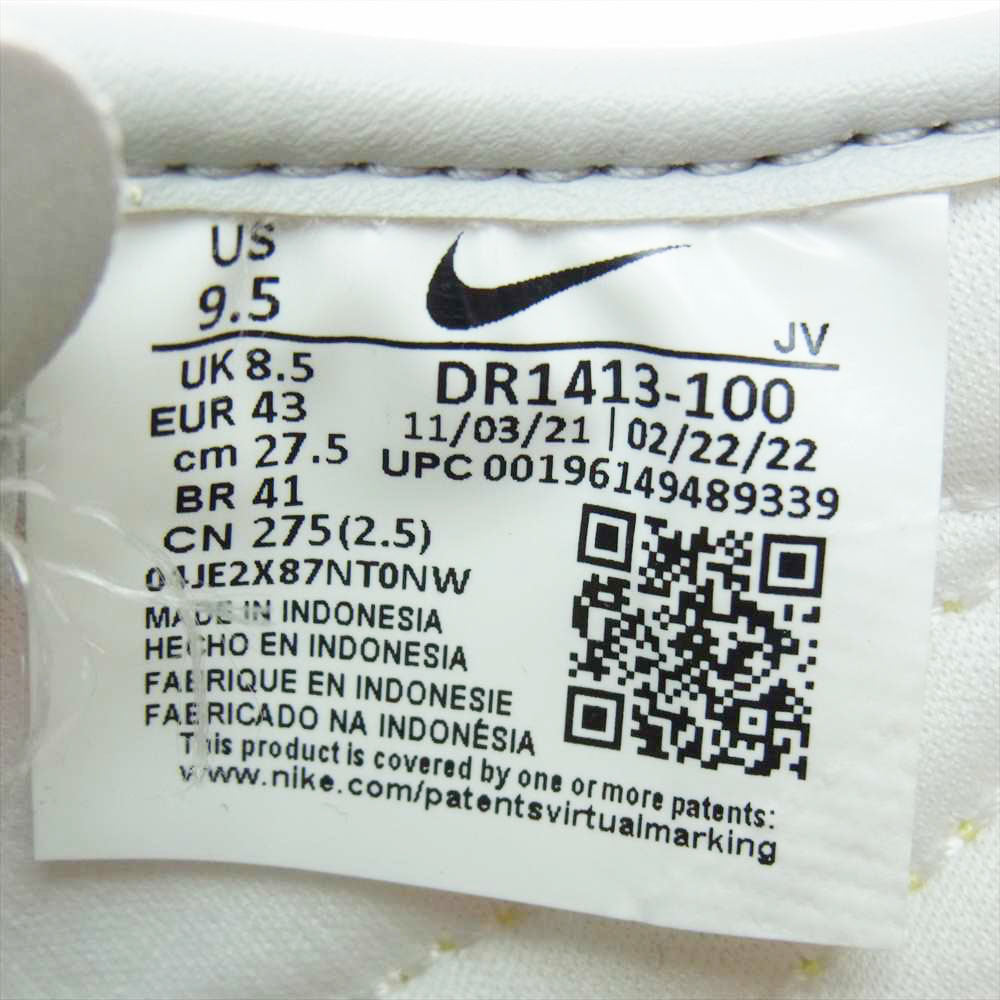 US
9.5
JV
UK 8.5
EUR 43
cm 27.5
BR 41
CN 275(2.5)
DR1413-100
11/03/21 | 02/22/22
UPC 00196149489339
04JE2X87NT0NW
MADE IN INDONESIA
HECHO EN INDONESIA
FABRIQUE EN INDONESIE
FABRICADO NA INDONÉSIA
This product is covered by one or more patents:
www.nike.com/patentsvirtualmarking